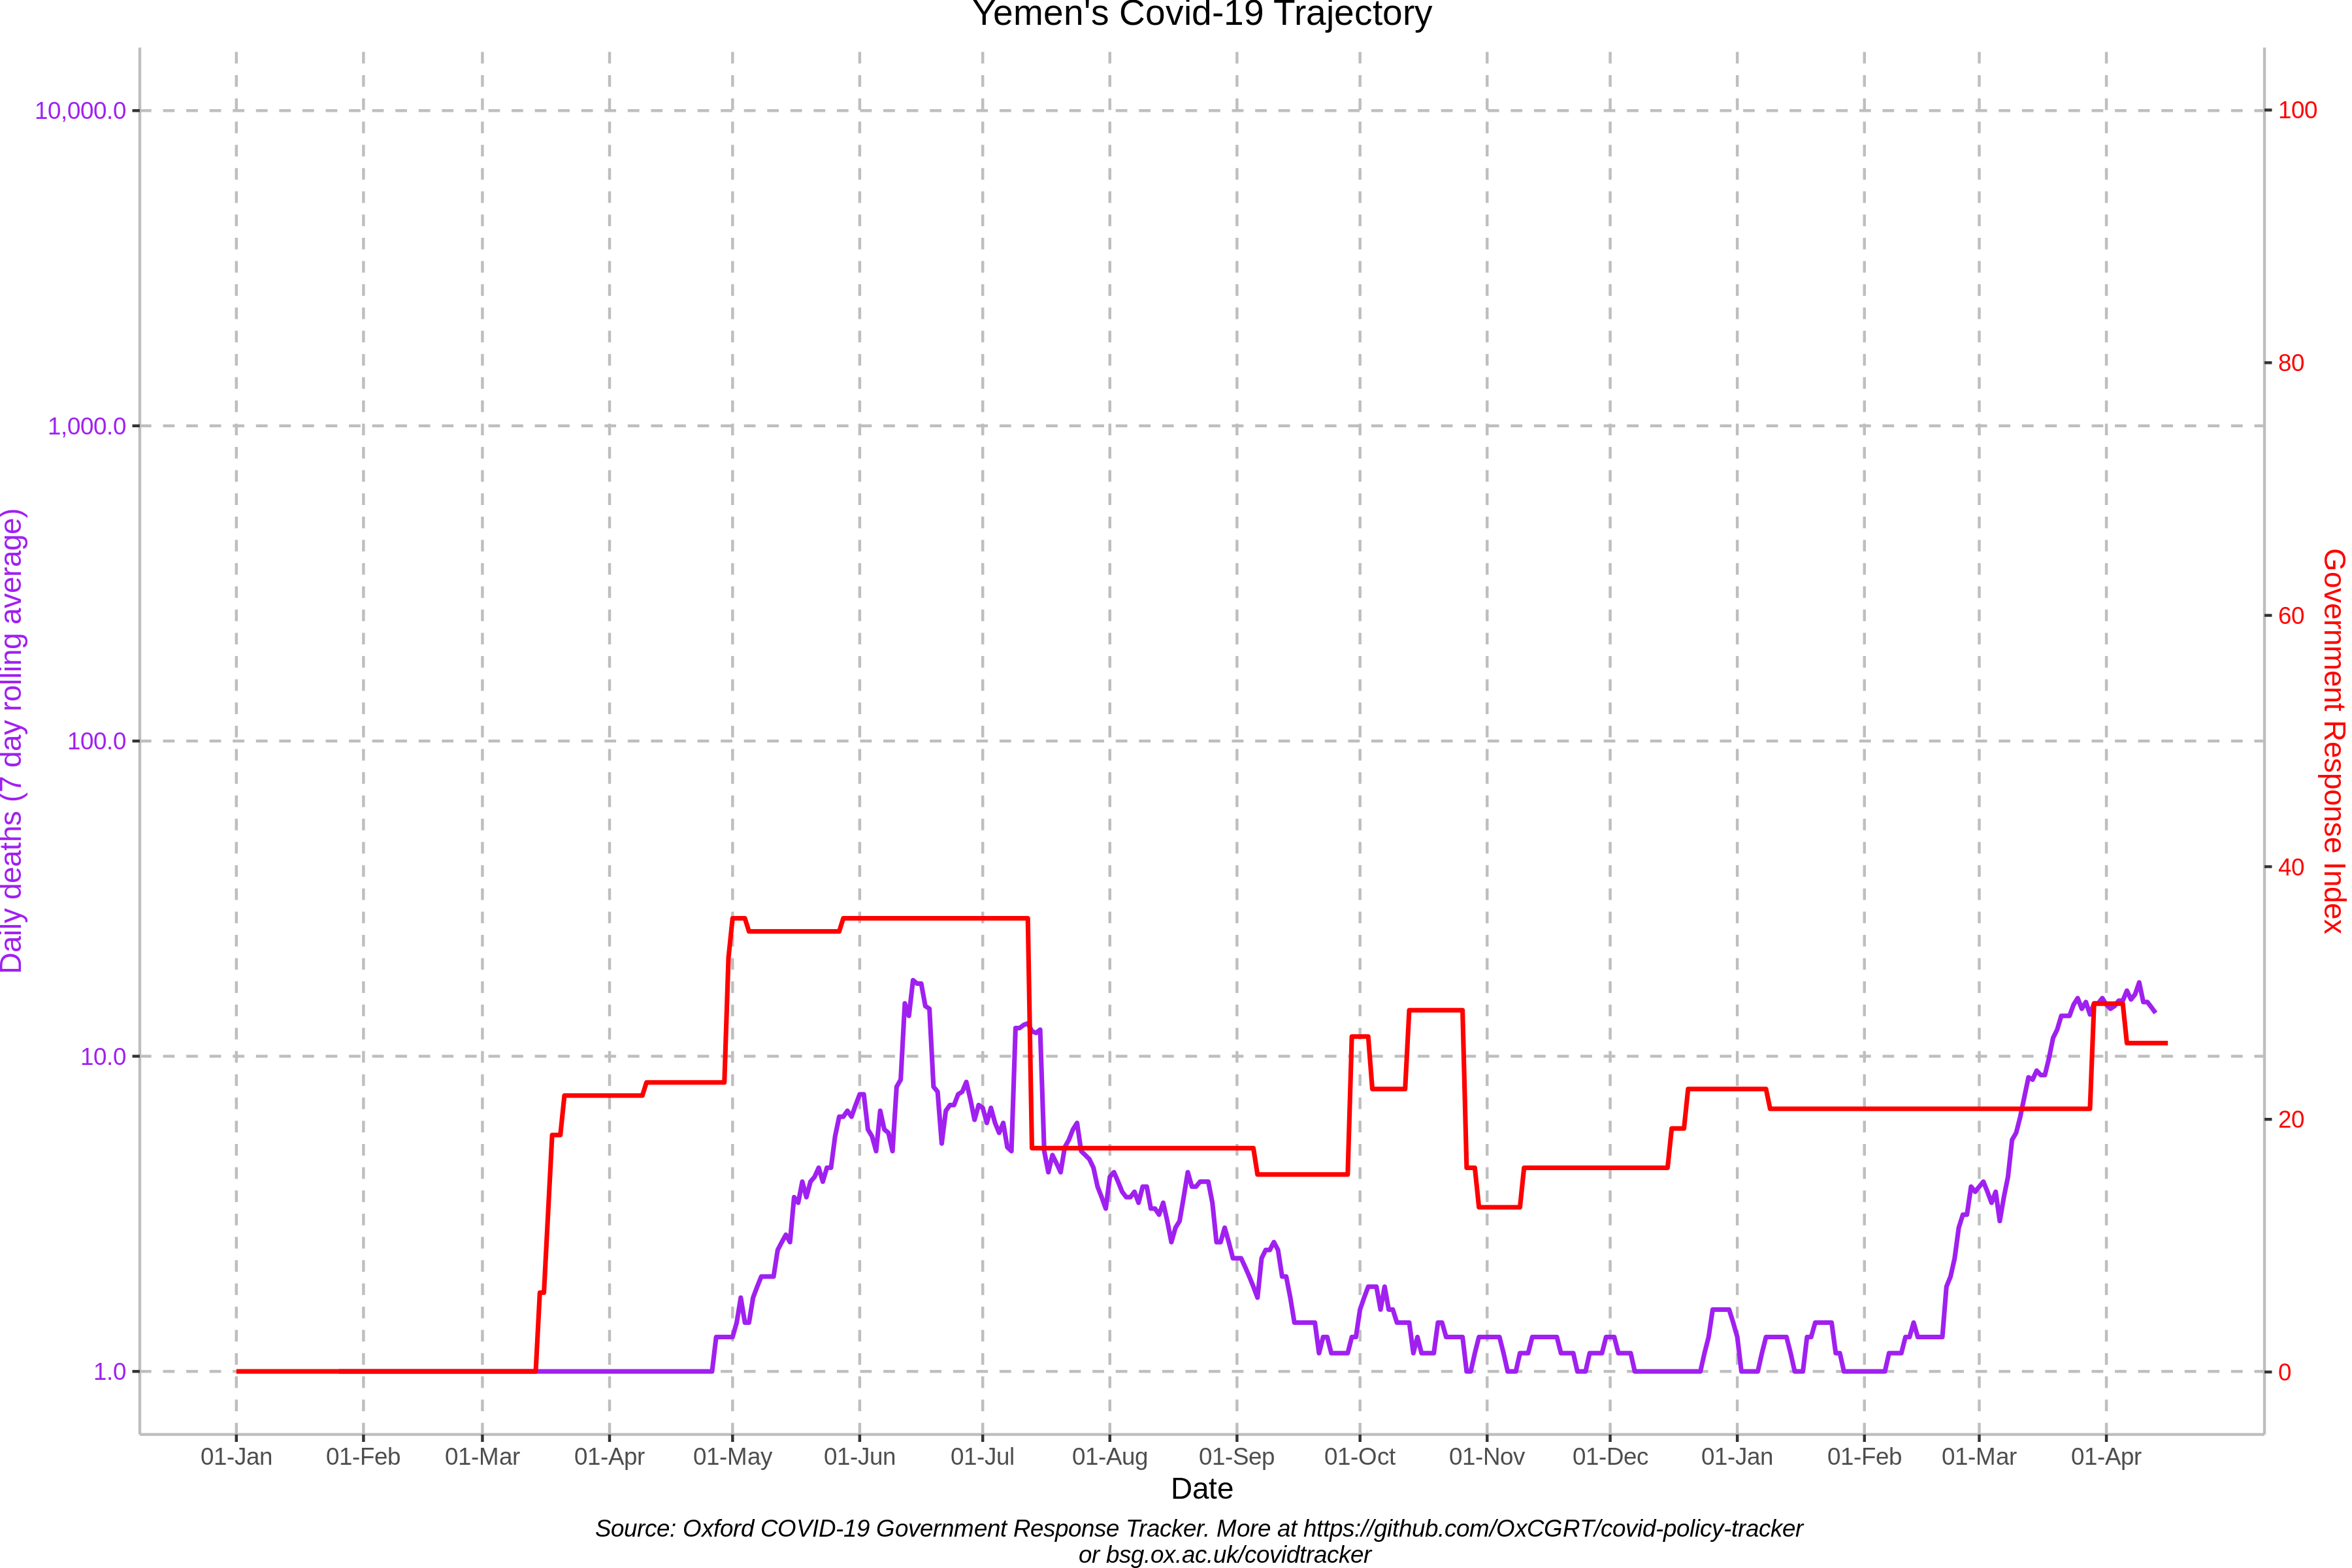 Yemen's Covid-19 Trajectory
10,000.0
1,000.0
100.0
10.0
1.0
Daily deaths (7 day rolling average)
100
80
60
40
20
0
Government Response Index
01-Jan 01-Feb 01-Mar 01-Apr 01-May 01-Jun 01-Jul 01-Aug 01-Sep 01-Oct 01-Nov 01-Dec 01-Jan 01-Feb 01-Mar 01-Apr
Date
Source: Oxford COVID-19 Government Response Tracker. More at https://github.com/OxCGRT/covid-policy-tracker
or bsg.ox.ac.uk/covidtracker